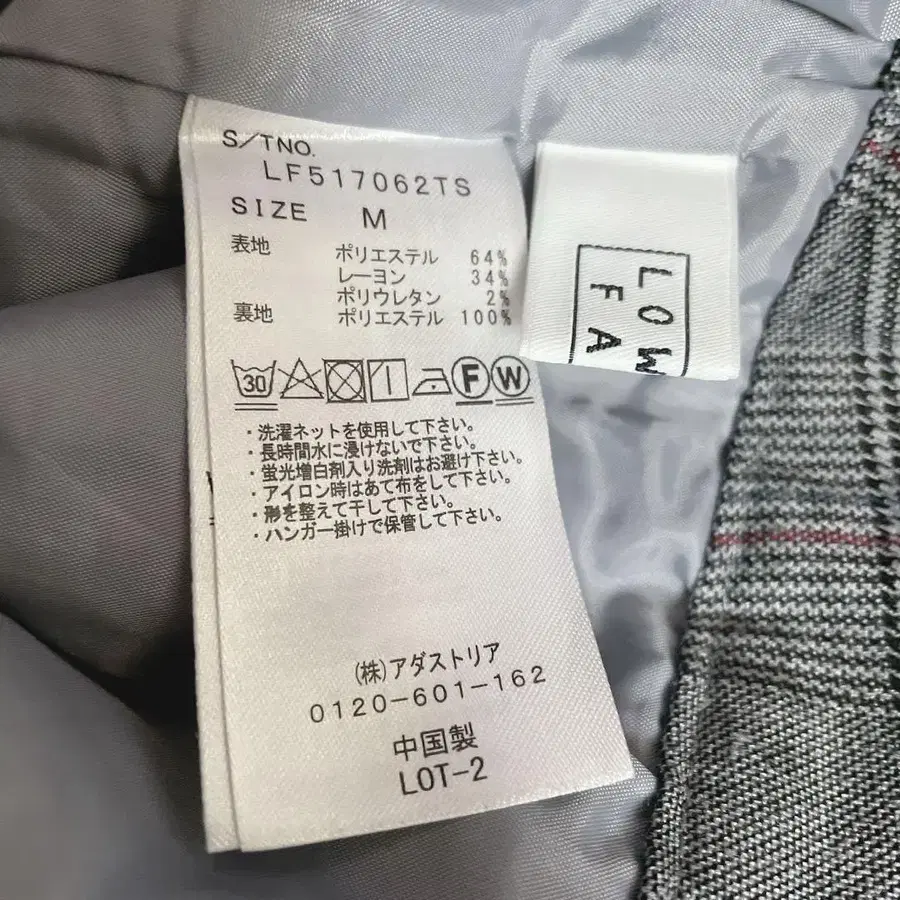 S/TNO.
LF517062TS
SIZE M
表地 ポリエステル 64%
レーヨン 34%
ポリウレタン 2%
裏地 ポリエステル 100%
30 F W
・洗濯ネットを使用して下さい。
・長時間水に浸けないで下さい。
・蛍光増白剤入り洗剤はお避け下さい。
・アイロン時はあて布をして下さい。
・形を整えて干して下さい。
・ハンガー掛けで保管して下さい。
(株)アダストリア
0120-601-162
中国製
LOT-2
LOW
FA